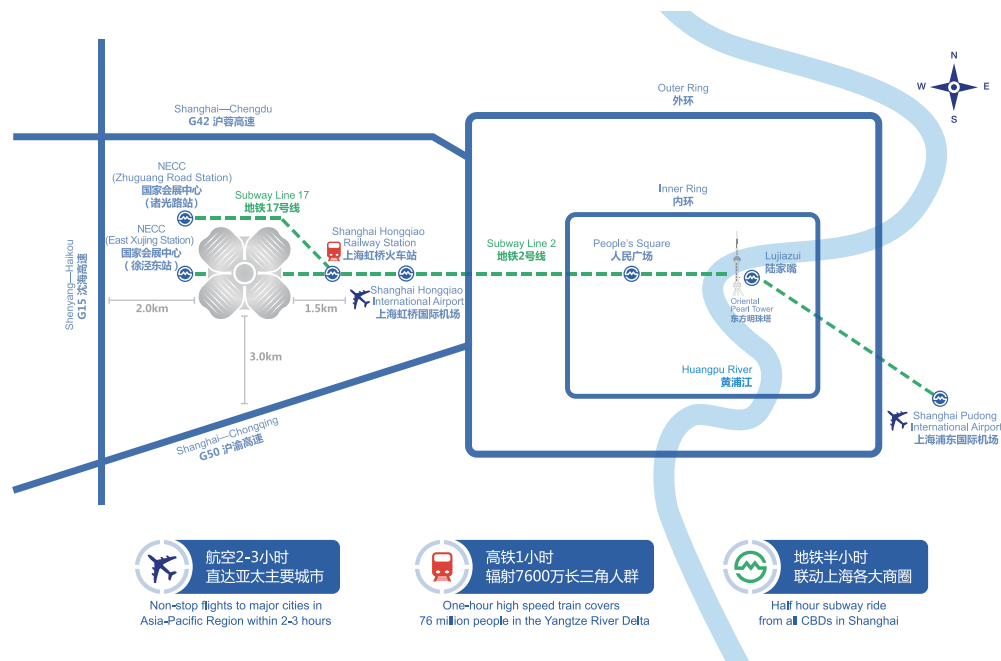 N
W
E
S
Outer Ring
外环
Shanghai—Chengdu
G42 沪蓉高速
NECC
(Zhuguang Road Station)
国家会展中心
（诸光路站）
Subway Line 17
地铁17号线
Inner Ring
内环
NECC
(East Xujing Station)
国家会展中心
（徐泾东站）
Shanghai Hongqiao
Railway Station
上海虹桥火车站
Subway Line 2
地铁2号线
People's Square
人民广场
Lujiazui
陆家嘴
Shenyang—Haikou
G15 沈海高速
2.0km
1.5km
Shanghai Hongqiao
International Airport
上海虹桥国际机场
Oriental
Pearl Tower
东方明珠塔
3.0km
Huangpu River
黄浦江
Shanghai—Chongqing
G50 沪渝高速
Shanghai Pudong
International Airport
上海浦东国际机场
航空2-3小时
直达亚太主要城市
Non-stop flights to major cities in
Asia-Pacific Region within 2-3 hours
高铁1小时
辐射7600万长三角人群
One-hour high speed train covers
76 million people in the Yangtze River Delta
地铁半小时
联动上海各大商圈
Half hour subway ride
from all CBDs in Shanghai